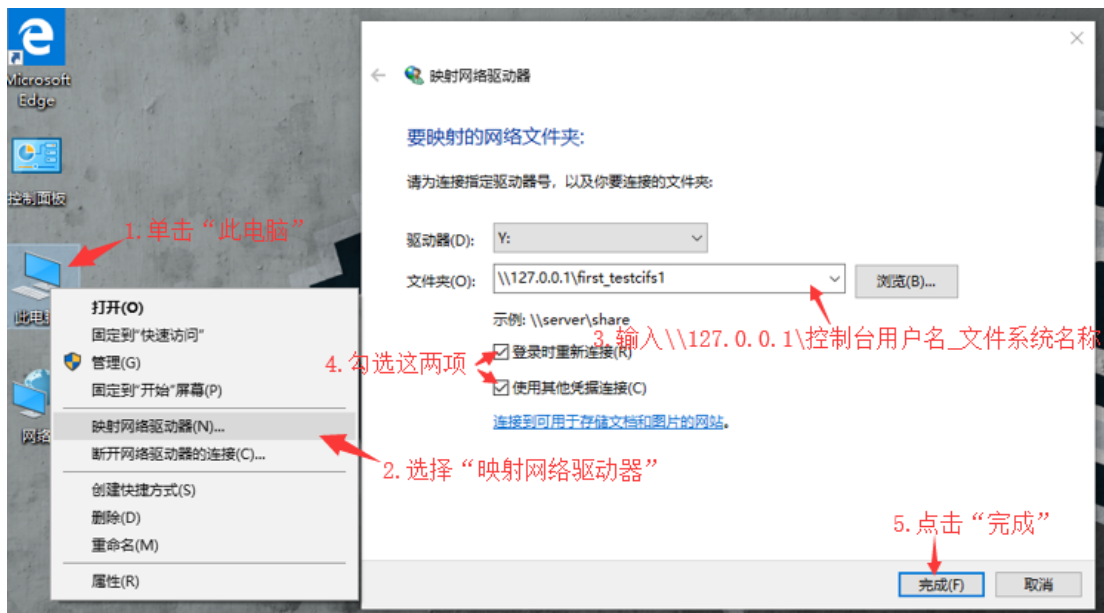 Microsoft
Edge
控制面板
1.单击“此电脑”
此电脑
打开(O)
固定到"快速访问"
管理(G)
固定到"开始"屏幕(P)
映射网络驱动器(N)...
断开网络驱动器的连接(C)...
创建快捷方式(S)
删除(D)
重命名(M)
属性(R)
网络
2.选择“映射网络驱动器”
映射网络驱动器
要映射的网络文件夹:
请为连接指定驱动器号，以及你要连接的文件夹:
驱动器(D):
Y:
文件夹(O):
\\127.0.0.1\first_testcifs1
浏览(B)...
示例: \\server\share
3.输入\\127.0.0.1\控制台用户名_文件系统名称
登录时重新连接(R)
4.勾选这两项
使用其他凭据连接(C)
连接到可用于存储文档和图片的网站。
5.点击“完成”
完成(F)
取消